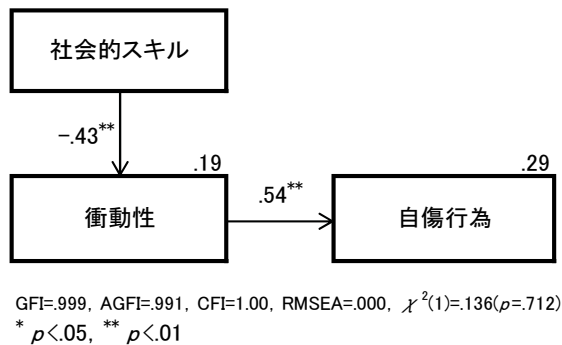 社会的スキル
-.43**
.19
.29
衝動性
.54**
自傷行為
GFI=.999, AGFI=.991, CFI=1.00, RMSEA=.000, χ²(1)=.136(p=.712)
* p<.05, ** p<.01